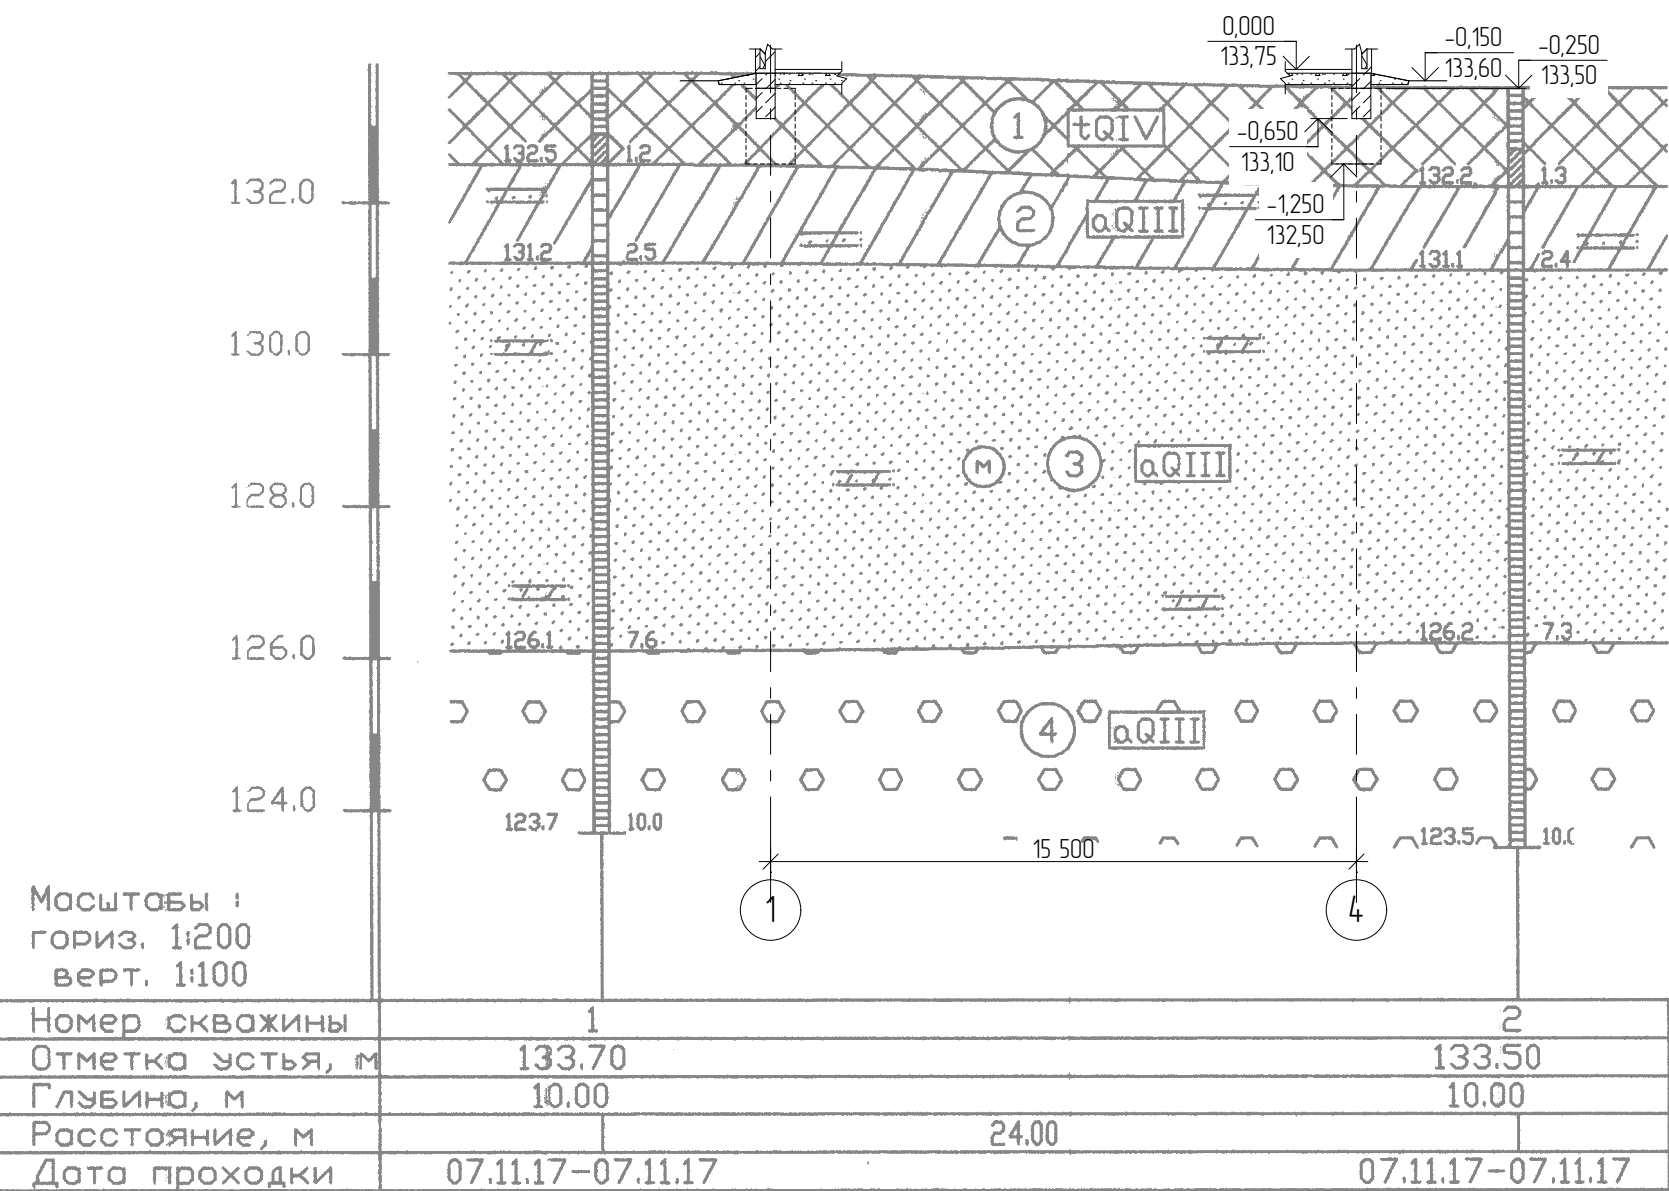 0,000
133,75
-0,150
133,60
-0,250
133,50
1 tQIV
-0,650
133,10
132.5 1.2
132.2 1.3
132.0
2 aQIII
-1,250
132,50
131.2 2.5
131.1 2.4
130.0
м 3 aQIII
128.0
126.1 7.6
126.2 7.3
126.0
4 aQIII
124.0
123.7 10.0
123.5 10.0
15 500
1 4
Масштабы :
гориз. 1:200
верт. 1:100
Номер скважины 1 2
Отметка устья, м 133.70 133.50
Глубина, м 10.00 10.00
Расстояние, м 24.00
Дата проходки 07.11.17-07.11.17 07.11.17-07.11.17